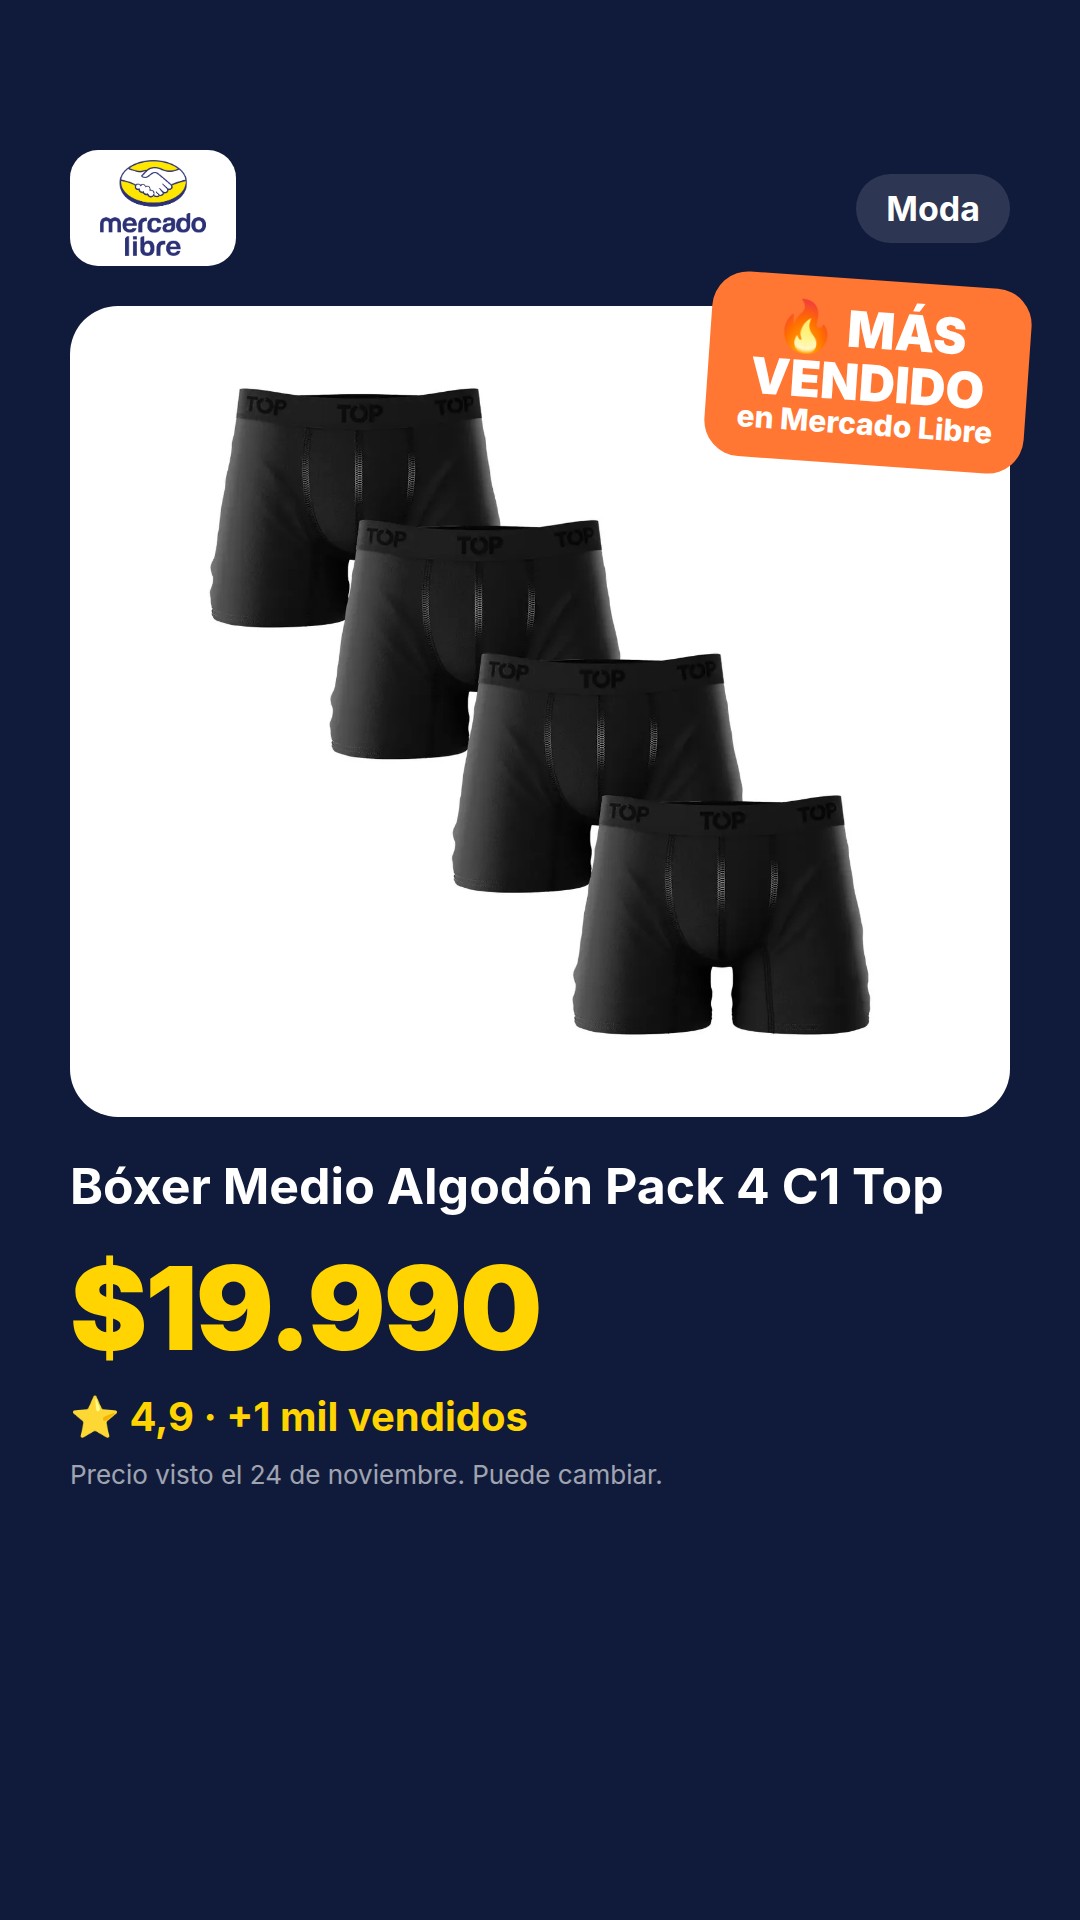 mercado
libre
Moda
🔥 MÁS
VENDIDO
en Mercado Libre
TOP TOP TOP
TOP TOP TOP
TOP TOP TOP
TOP TOP TOP
Bóxer Medio Algodón Pack 4 C1 Top
$19.990
⭐ 4,9 · +1 mil vendidos
Precio visto el 24 de noviembre. Puede cambiar.